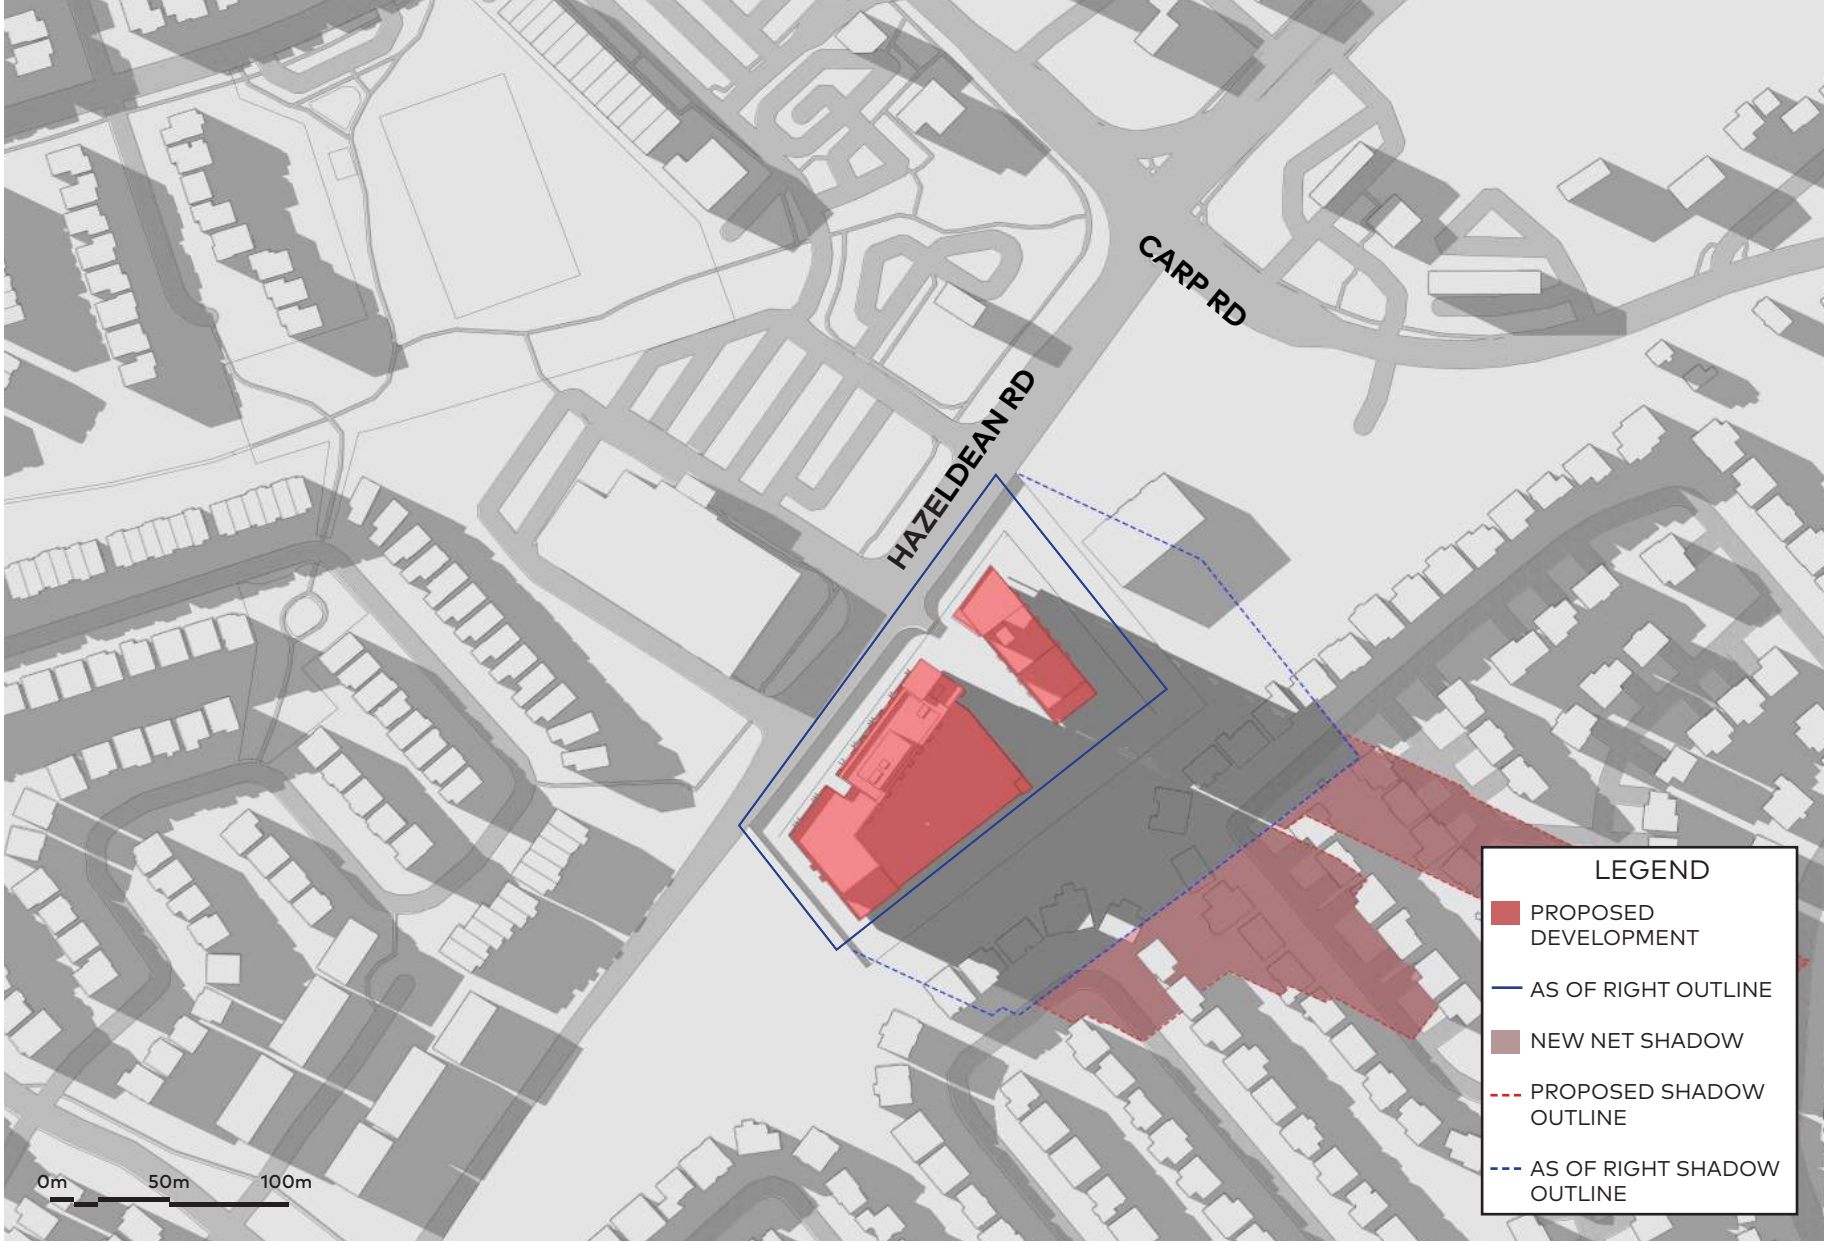 CARP RD
HAZELDEAN RD
LEGEND
PROPOSED
DEVELOPMENT
AS OF RIGHT OUTLINE
NEW NET SHADOW
PROPOSED SHADOW
OUTLINE
AS OF RIGHT SHADOW
OUTLINE
0m 50m 100m